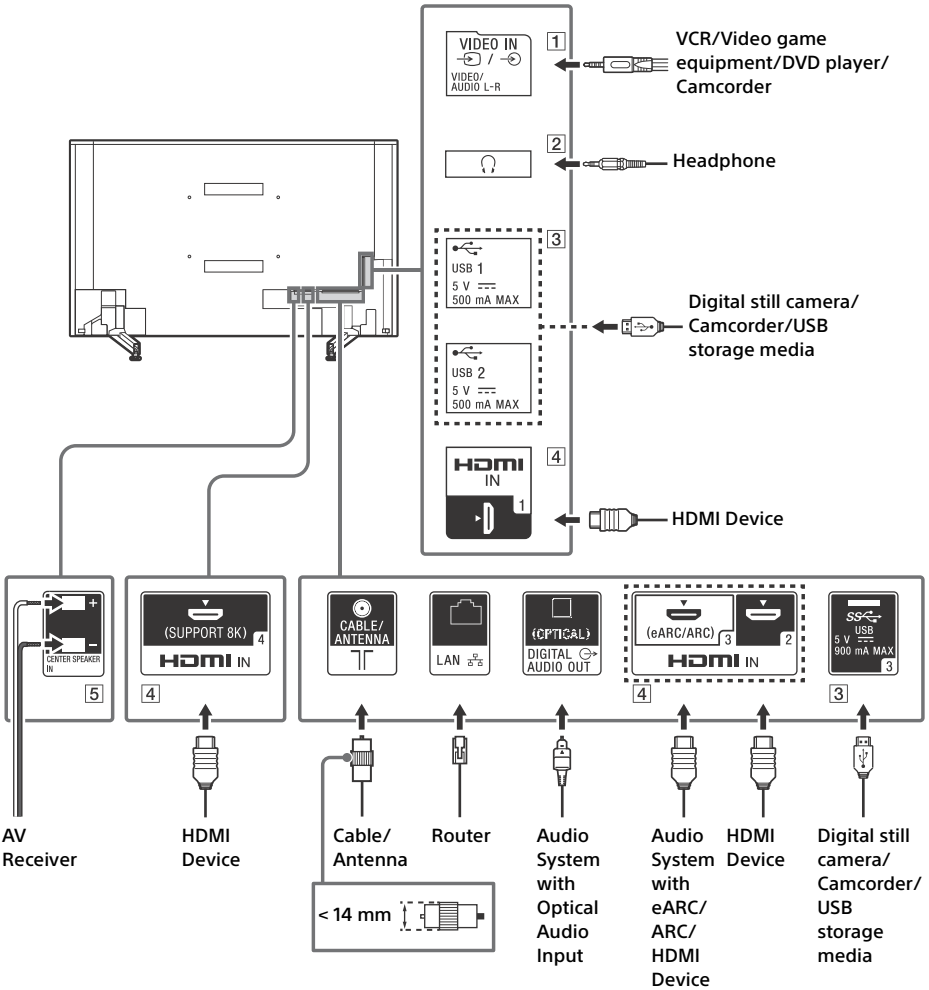 1
VIDEO IN
/
VIDEO/
AUDIO L-R
VCR/Video game
equipment/DVD player/
Camcorder
2
Headphone
3
USB 1
5 V
500 mA MAX
USB 2
5 V
500 mA MAX
Digital still camera/
Camcorder/USB
storage media
4
HDMI
IN
1
HDMI Device
+
–
CENTER SPEAKER
IN
5
(SUPPORT 8K) 4
HDMI IN
4
CABLE/
ANTENNA
LAN
(OPTICAL)
DIGITAL
AUDIO OUT
(eARC/ARC) 3
2
HDMI IN
4
SS
USB
5 V
900 mA MAX
3
3
AV
Receiver
HDMI
Device
Cable/
Antenna
< 14 mm
Router
Audio
System
with
Optical
Audio
Input
Audio
System
with
eARC/
ARC/
HDMI
Device
HDMI
Device
Digital still
camera/
Camcorder/
USB
storage
media